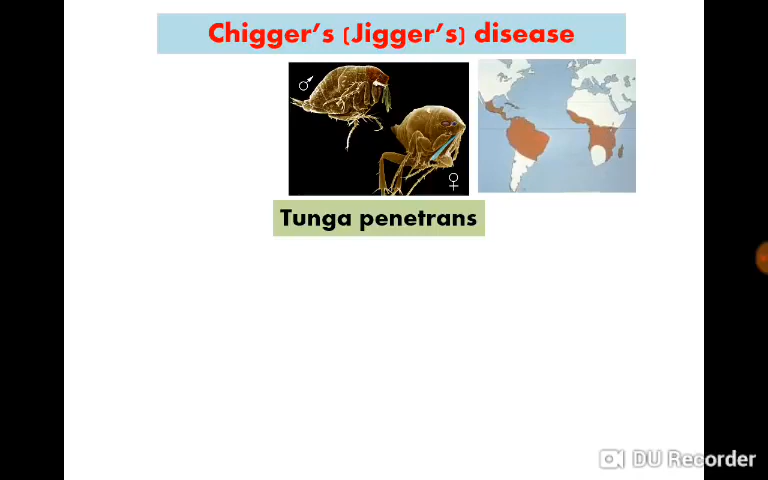 Chigger's (Jigger's) disease
♂
♀
Tunga penetrans
DU Recorder